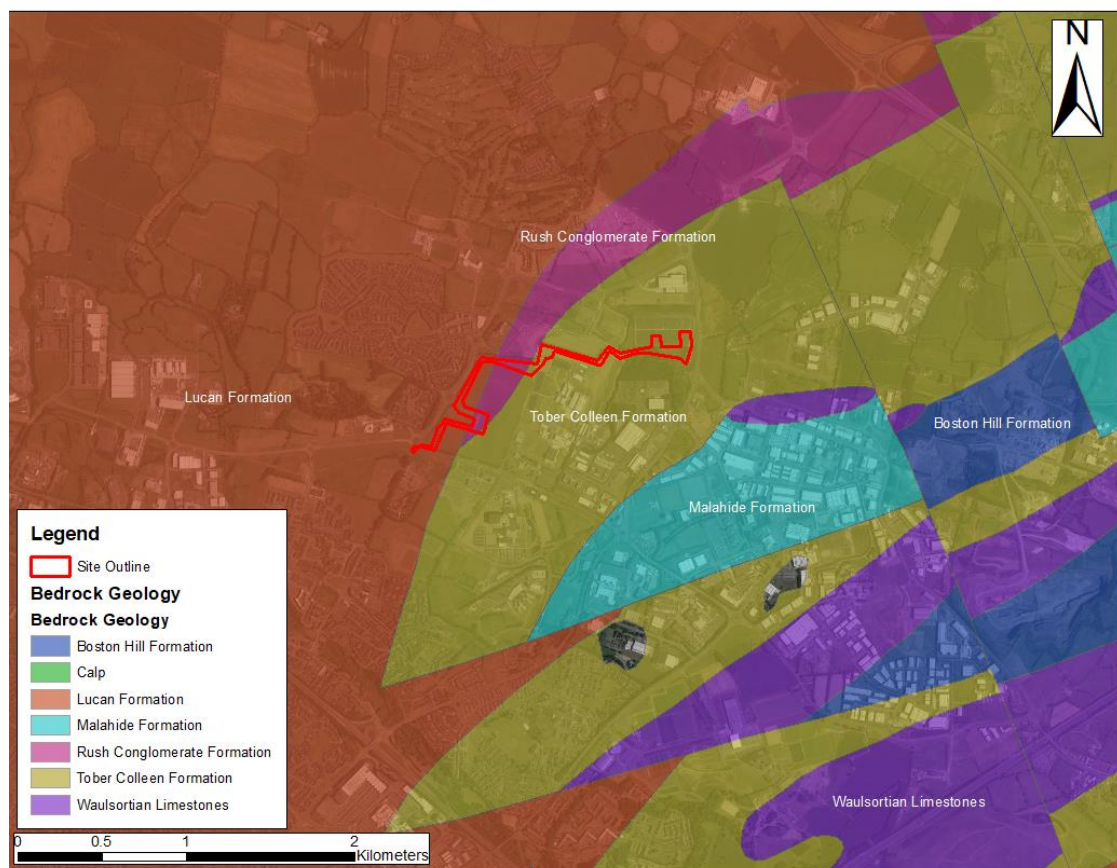 N
Rush Conglomerate Formation
Lucan Formation
Tober Colleen Formation
Boston Hill Formation
Malahide Formation
Waulsortian Limestones
Legend
Site Outline
Bedrock Geology
Bedrock Geology
Boston Hill Formation
Calp
Lucan Formation
Malahide Formation
Rush Conglomerate Formation
Tober Colleen Formation
Waulsortian Limestones
0 0.5 1 2
Kilometers